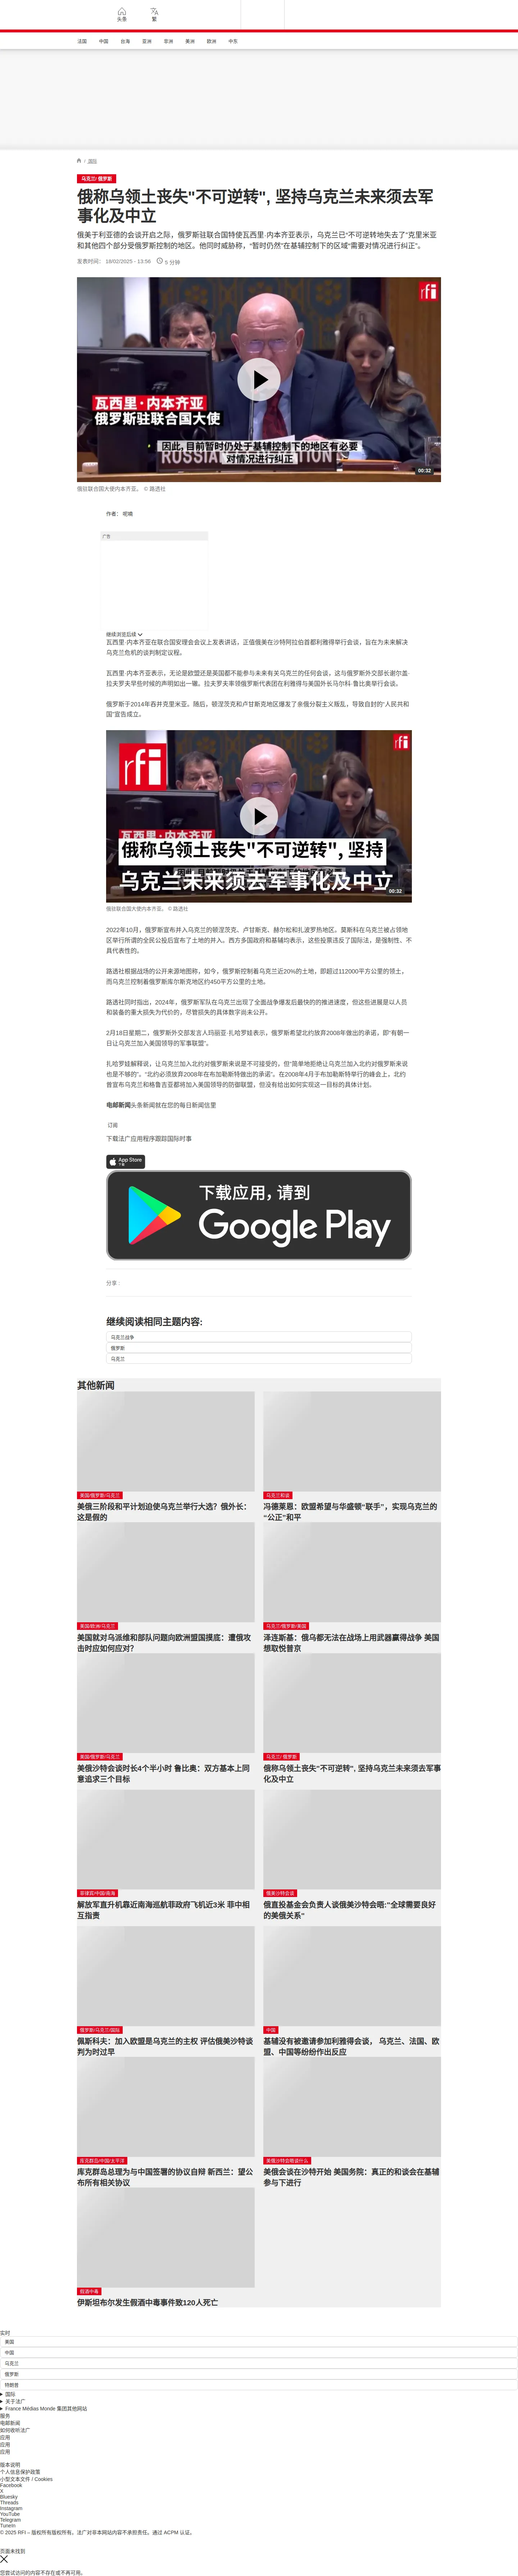 头条
繁
法国
中国
台海
亚洲
非洲
美洲
欧洲
中东
/ 国际
乌克兰/ 俄罗斯
俄称乌领土丧失"不可逆转", 坚持乌克兰未来须去军
事化及中立
俄美于利亚德的会谈开启之际，俄罗斯驻联合国特使瓦西里·内本齐亚表示，乌克兰已“不可逆转地失去了”克里米亚
和其他四个部分受俄罗斯控制的地区。他同时威胁称，“暂时仍然”在基辅控制下的区域“需要对情况进行纠正”。
发表时间： 18/02/2025 - 13:56
5 分钟
rfi
瓦西里·内本齐亚
俄罗斯驻联合国大使
因此, 目前暂时仍处于基辅控制下的地区有必要
对情况进行纠正
00:32
俄驻联合国大使内本齐亚。 © 路透社
作者： 呢喃
广告
继续浏览后续
瓦西里·内本齐亚在联合国安理会会议上发表讲话，正值俄美在沙特阿拉伯首都利雅得举行会谈，旨在为未来解决
乌克兰危机的谈判制定议程。
瓦西里·内本齐亚表示，无论是欧盟还是英国都不能参与未来有关乌克兰的任何会谈，这与俄罗斯外交部长谢尔盖·
拉夫罗夫早些时候的声明如出一辙。拉夫罗夫率领俄罗斯代表团在利雅得与美国外长马尔科·鲁比奥举行会谈。
俄罗斯于2014年吞并克里米亚。随后，顿涅茨克和卢甘斯克地区爆发了亲俄分裂主义叛乱，导致自封的“人民共和
国”宣告成立。
rfi
瓦西里·内本齐亚
俄称乌领土丧失"不可逆转", 坚持
乌克兰未来须去军事化及中立
00:32
俄驻联合国大使内本齐亚。 © 路透社
2022年10月，俄罗斯宣布并入乌克兰的顿涅茨克、卢甘斯克、赫尔松和扎波罗热地区。莫斯科在乌克兰被占领地
区举行所谓的全民公投后宣布了土地的并入。西方多国政府和基辅均表示，这些投票违反了国际法，是强制性、不
具代表性的。
路透社根据战场的公开来源地图称，如今，俄罗斯控制着乌克兰近20%的土地，即超过112000平方公里的领土，
而乌克兰控制着俄罗斯库尔斯克地区约450平方公里的土地。
路透社同时指出，2024年，俄罗斯军队在乌克兰出现了全面战争爆发后最快的的推进速度，但这些进展是以人员
和装备的重大损失为代价的，尽管损失的具体数字尚未公开。
2月18日星期二，俄罗斯外交部发言人玛丽亚·扎哈罗娃表示，俄罗斯希望北约放弃2008年做出的承诺，即“有朝一
日让乌克兰加入美国领导的军事联盟”。
扎哈罗娃解释说，让乌克兰加入北约对俄罗斯来说是不可接受的，但“简单地拒绝让乌克兰加入北约对俄罗斯来说
也是不够的”。“北约必须放弃2008年在布加勒斯特做出的承诺”。在2008年4月于布加勒斯特举行的峰会上，北约
曾宣布乌克兰和格鲁吉亚都将加入美国领导的防御联盟，但没有给出如何实现这一目标的具体计划。
电邮新闻头条新闻就在您的每日新闻信里
订阅
下载法广应用程序跟踪国际时事
App Store
下载
下载应用，请到
Google Play
分享 :
继续阅读相同主题内容:
乌克兰战争
俄罗斯
乌克兰
其他新闻
美国/俄罗斯/乌克兰
美俄三阶段和平计划迫使乌克兰举行大选？俄外长：
这是假的
乌克兰和谈
冯德莱恩：欧盟希望与华盛顿“联手”，实现乌克兰的
“公正”和平
美国/欧洲/乌克兰
美国就对乌派维和部队问题向欧洲盟国摸底：遭俄攻
击时应如何应对？
乌克兰/俄罗斯/美国
泽连斯基：俄乌都无法在战场上用武器赢得战争 美国
想取悦普京
美国/俄罗斯/乌克兰
美俄沙特会谈时长4个半小时 鲁比奥：双方基本上同
意追求三个目标
乌克兰/ 俄罗斯
俄称乌领土丧失"不可逆转", 坚持乌克兰未来须去军事
化及中立
菲律宾/中国/南海
解放军直升机靠近南海巡航菲政府飞机近3米 菲中相
互指责
俄美沙特会谈
俄直投基金会负责人谈俄美沙特会晤:"全球需要良好
的美俄关系"
俄罗斯/乌克兰/国际
佩斯科夫：加入欧盟是乌克兰的主权 评估俄美沙特谈
判为时过早
中国
基辅没有被邀请参加利雅得会谈， 乌克兰、法国、欧
盟、中国等纷纷作出反应
库克群岛/中国/太平洋
库克群岛总理为与中国签署的协议自辩 新西兰：望公
布所有相关协议
美俄沙特会晤谈什么
美俄会谈在沙特开始 美国务院：真正的和谈会在基辅
参与下进行
假酒中毒
伊斯坦布尔发生假酒中毒事件致120人死亡
实时
美国
中国
乌克兰
俄罗斯
特朗普
国际
关于法广
France Médias Monde 集团其他网站
服务
电邮新闻
如何收听法广
应用
应用
应用
版本说明
个人信息保护政策
小型文本文件 / Cookies
Facebook
X
Bluesky
Threads
Instagram
YouTube
Telegram
TuneIn
© 2025 RFI – 版权所有版权所有。法广对非本网站内容不承担责任。通过 ACPM 认证。
页面未找到
您尝试访问的内容不存在或不再可用。